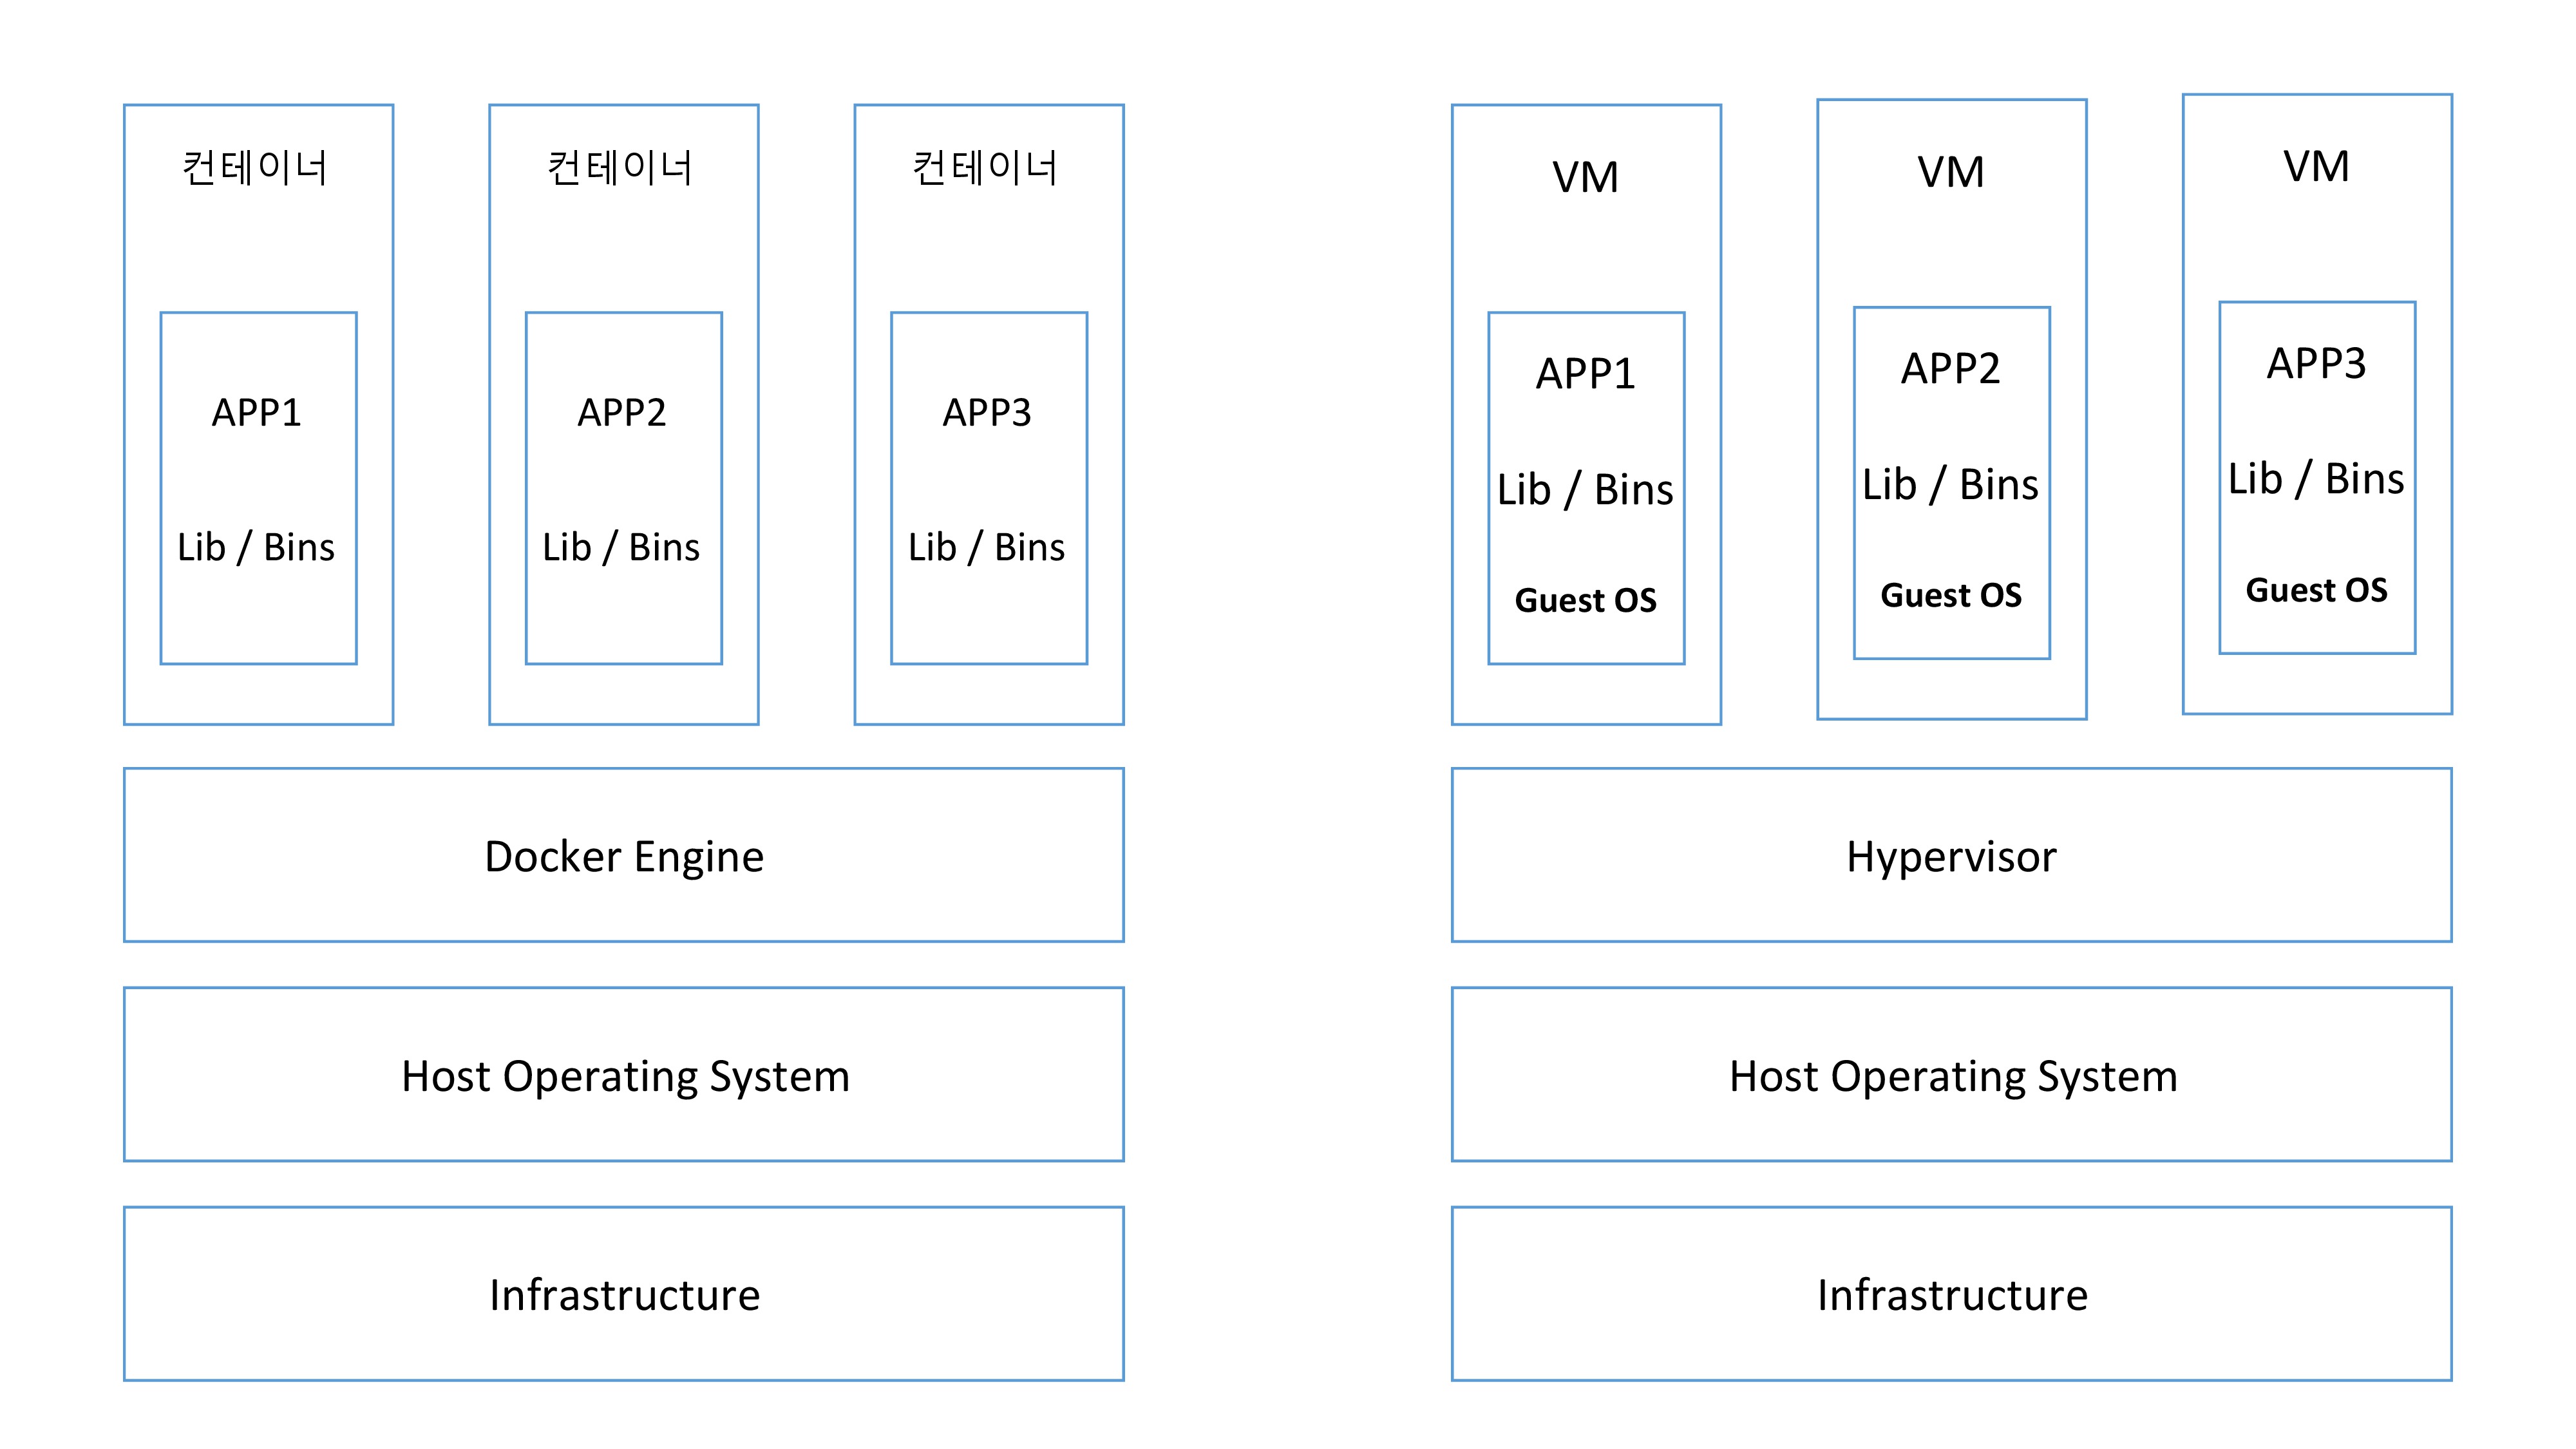 컨테이너
APP1
Lib / Bins
컨테이너
APP2
Lib / Bins
컨테이너
APP3
Lib / Bins
Docker Engine
Host Operating System
Infrastructure
VM
APP1
Lib / Bins
Guest OS
VM
APP2
Lib / Bins
Guest OS
VM
APP3
Lib / Bins
Guest OS
Hypervisor
Host Operating System
Infrastructure